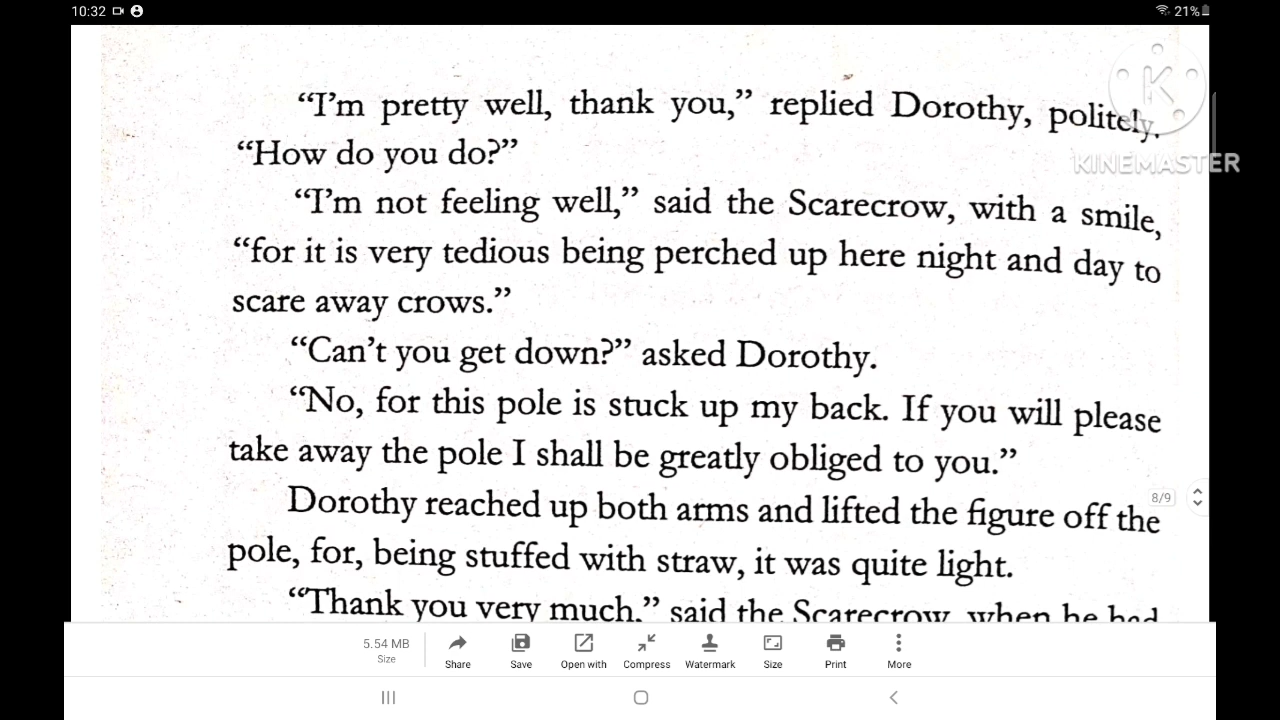 10:32
21%
KINEMASTER
“I’m pretty well, thank you,” replied Dorothy, politely.
“How do you do?”
“I’m not feeling well,” said the Scarecrow, with a smile,
“for it is very tedious being perched up here night and day to
scare away crows.”
“Can’t you get down?” asked Dorothy.
“No, for this pole is stuck up my back. If you will please
take away the pole I shall be greatly obliged to you.”
Dorothy reached up both arms and lifted the figure off the
pole, for, being stuffed with straw, it was quite light.
“Thank you very much,” said the Scarecrow, when he had
8/9
5.54 MB
Size
Share Save Open with Compress Watermark Size Print More